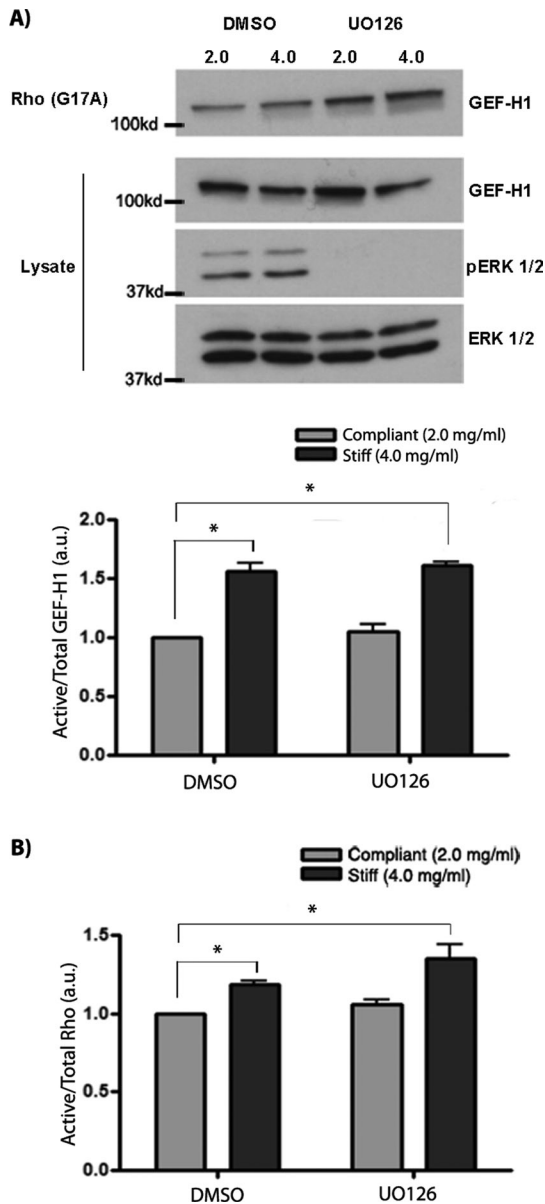 A)
DMSO UO126
2.0 4.0 2.0 4.0
Rho (G17A) GEF-H1
100kd
GEF-H1
100kd
Lysate pERK 1/2
37kd
ERK 1/2
37kd
Compliant (2.0 mg/ml)
Stiff (4.0 mg/ml)
* 
*
2.0
1.5
1.0
0.5
0.0
Active/Total GEF-H1 (a.u.)
DMSO UO126
B)
Compliant (2.0 mg/ml)
Stiff (4.0 mg/ml)
*
*
1.5
1.0
0.5
0.0
Active/Total Rho (a.u.)
DMSO UO126